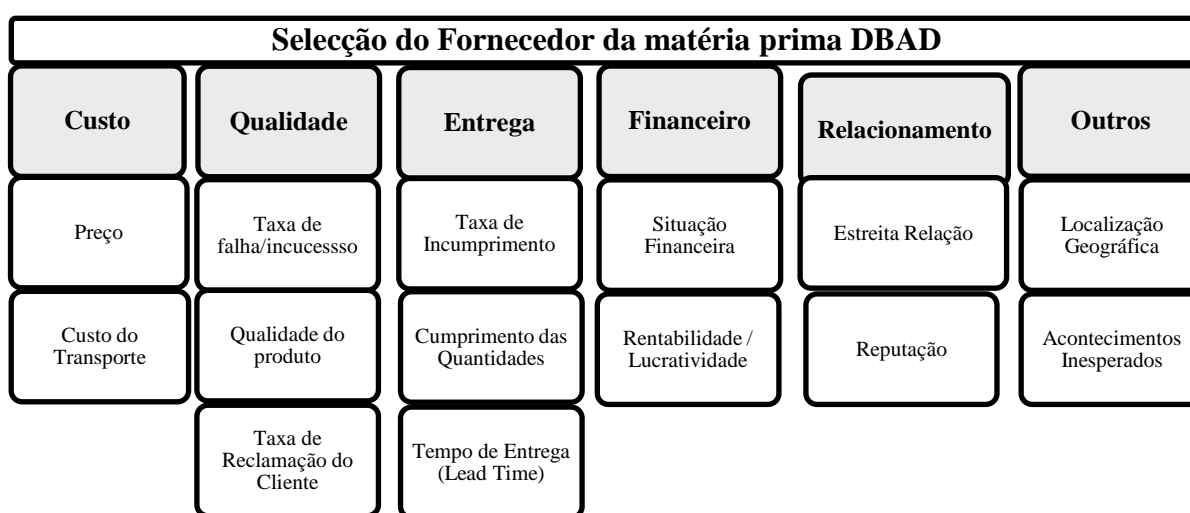 Selecção do Fornecedor da matéria prima DBAD
Custo
Qualidade
Entrega
Financeiro
Relacionamento
Outros
Preço
Taxa de
falha/incucessso
Taxa de
Incumprimento
Situação
Financeira
Estreita Relação
Localização
Geográfica
Custo do
Transporte
Qualidade do
produto
Cumprimento das
Quantidades
Rentabilidade /
Lucratividade
Reputação
Acontecimentos
Inesperados
Taxa de
Reclamação do
Cliente
Tempo de Entrega
(Lead Time)